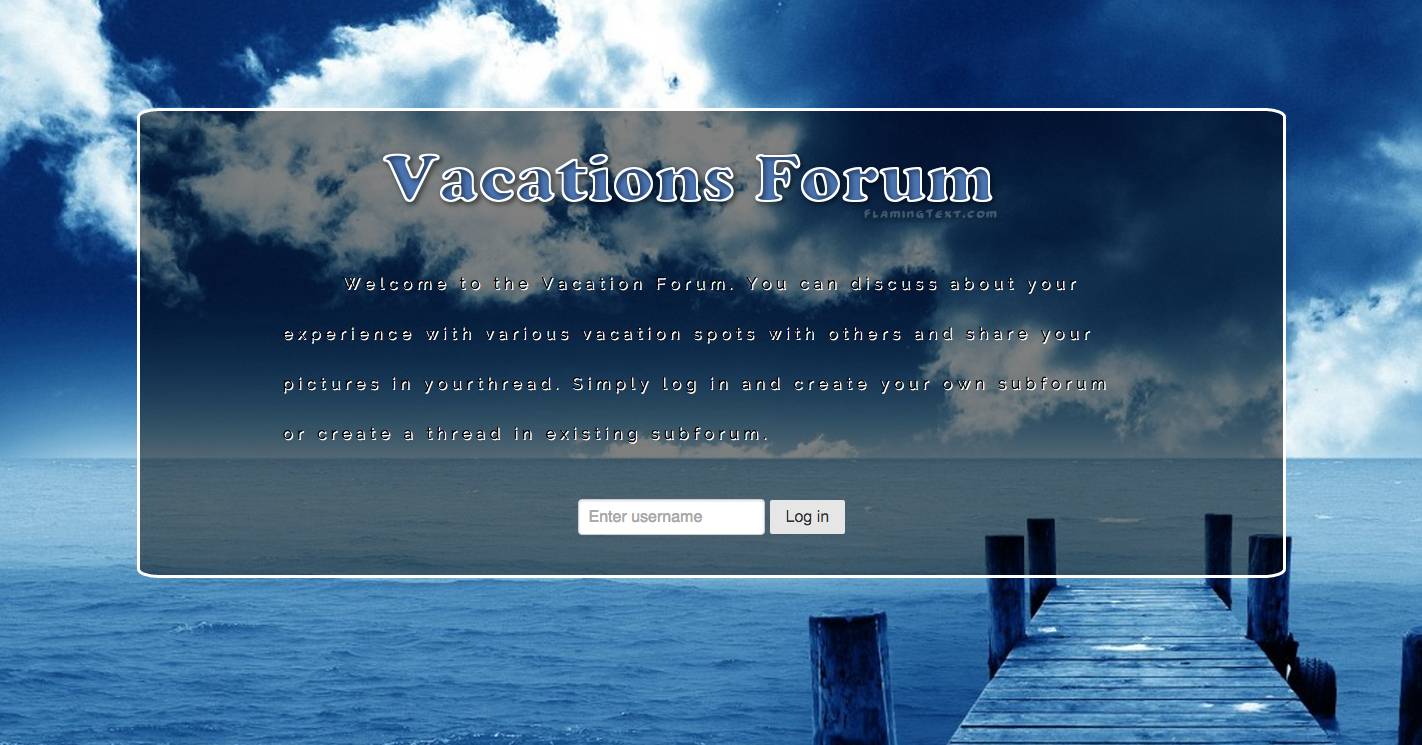 Vacations Forum
FlamingText.com
Welcome to the Vacation Forum. You can discuss about your
experience with various vacation spots with others and share your
pictures in yourthread. Simply log in and create your own subforum
or create a thread in existing subforum.
Enter username Log in